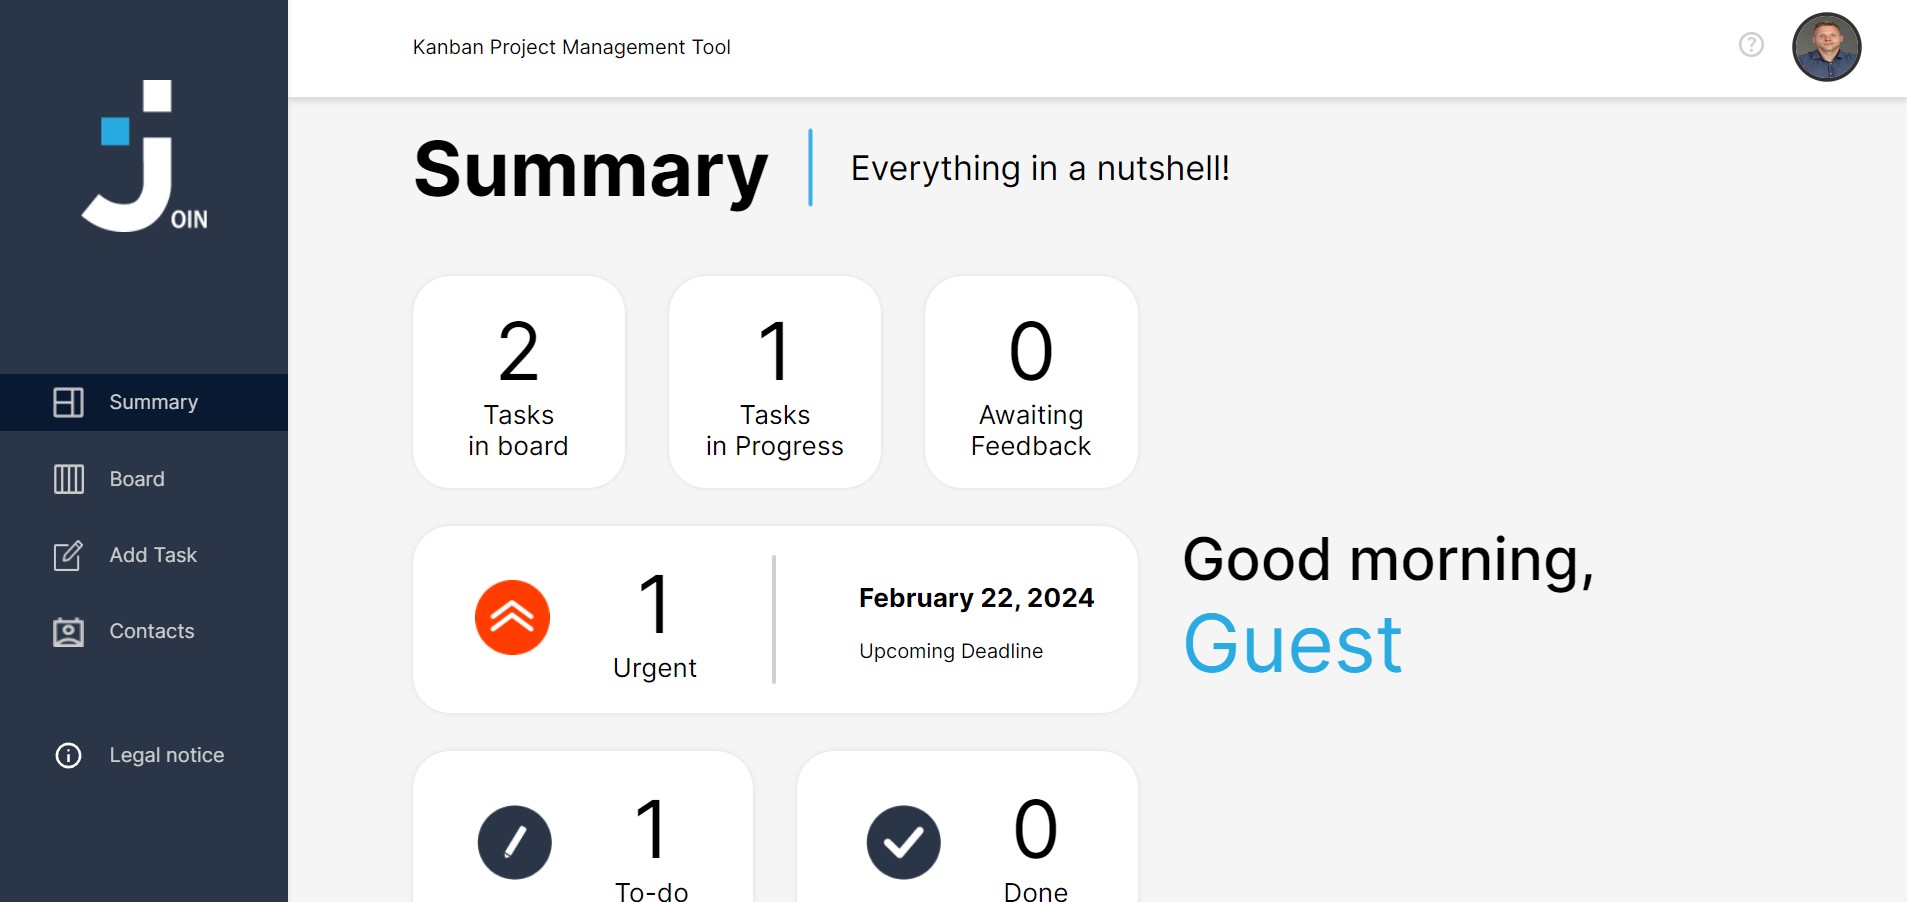 Kanban Project Management Tool
OIN
Summary
Everything in a nutshell!
Summary
Board
Add Task
Contacts
Legal notice
2
Tasks
in board
1
Tasks
in Progress
0
Awaiting
Feedback
1
Urgent
February 22, 2024
Upcoming Deadline
Good morning,
Guest
1
To-do
0
Done